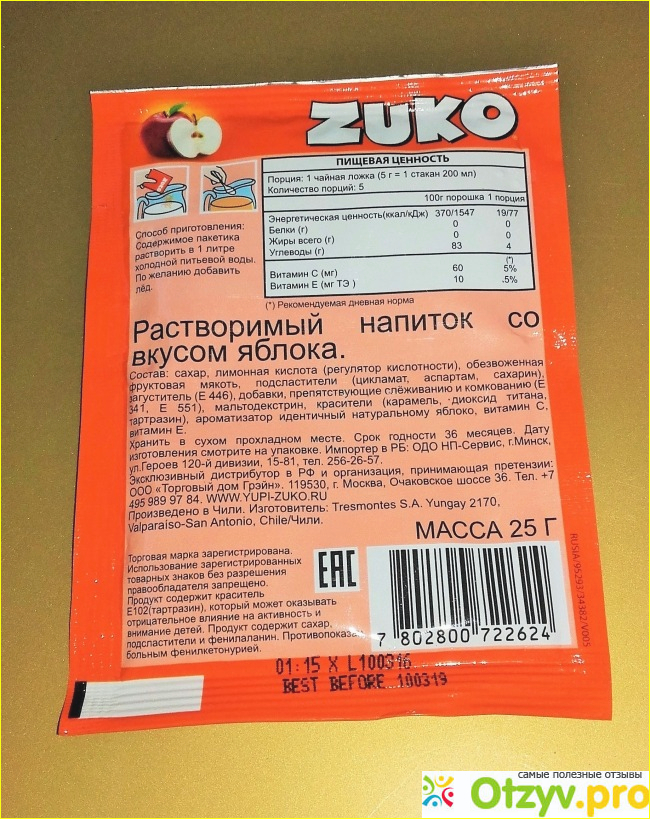 ZUKO
ПИЩЕВАЯ ЦЕННОСТЬ
Порция: 1 чайная ложка (5 г = 1 стакан 200 мл)
Количество порций: 5
100г порошка 1 порция
Энергетическая ценность(ккал/кДж) 370/1547 19/77
Белки (г) 0 0
Жиры всего (г) 0 0
Углеводы (г) 83 4
(*)
Витамин С (мг) 60 5%
Витамин Е (мг ТЭ ) 10 .5%
(*) Рекомендуемая дневная норма
Способ приготовления:
Содержимое пакетика
растворить в 1 литре
холодной питьевой воды.
По желанию добавить
лёд.
Растворимый напиток со
вкусом яблока.
Состав: сахар, лимонная кислота (регулятор кислотности), обезвоженная
фруктовая мякоть, подсластители (цикламат, аспартам, сахарин),
загуститель (Е 446), добавки, препятствующие слёживанию и комкованию (Е
341, Е 551), мальтодекстрин, красители (карамель, диоксид титана,
тартразин), ароматизатор идентичный натуральному яблоко, витамин С,
витамин Е.
Хранить в сухом прохладном месте. Срок годности 36 месяцев. Дату
изготовления смотрите на упаковке. Импортер в РБ: ОДО НП-Сервис, г.Минск,
ул.Героев 120-й дивизии, 15-81, тел. 256-26-57.
Эксклюзивный дистрибутор в РФ и организация, принимающая претензии:
ООО «Торговый дом Грэйн». 119530, г. Москва, Очаковское шоссе 36. Тел. +7
495 989 97 84. WWW.YUPI-ZUKO.RU
Произведено в Чили. Изготовитель: Tresmontes S.A. Yungay 2170,
Valparaíso-San Antonio, Chile/Чили.
МАССА 25 Г
Торговая марка зарегистрирована.
Использование зарегистрированных
товарных знаков без разрешения
правообладателя запрещено.
Продукт содержит краситель
Е102(тартразин), который может оказывать
отрицательное влияние на активность и
внимание детей. Продукт содержит сахар,
подсластители и фенилаланин. Противопоказа
больным фенилкетонурией.
EAC
7 802800 722624
RUSIA/95293/34382/V005
01:15 X L100316
BEST BEFORE 100319
самые полезные отзывы
Otzyv.pro